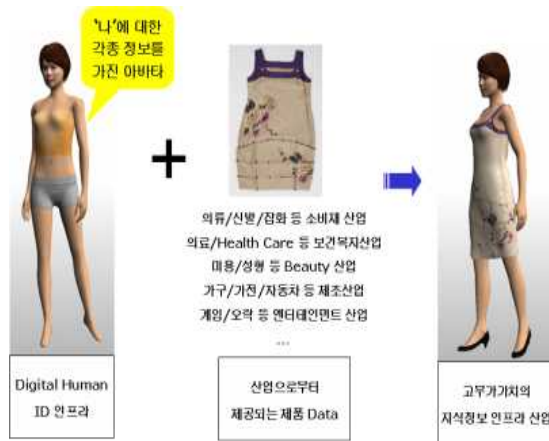 '나'에 대한
각종 정보를
가진 아바타
의류/신발/잡화 등 소비재 산업
의료/Health Care 등 보건복지산업
미용/성형 등 Beauty 산업
가구/가전/자동차 등 제조산업
게임/오락 등 엔터테인먼트 산업
...
Digital Human
ID 인프라
산업으로부터
제공되는 제품 Data
고부가가치의
지식정보 인프라 산업